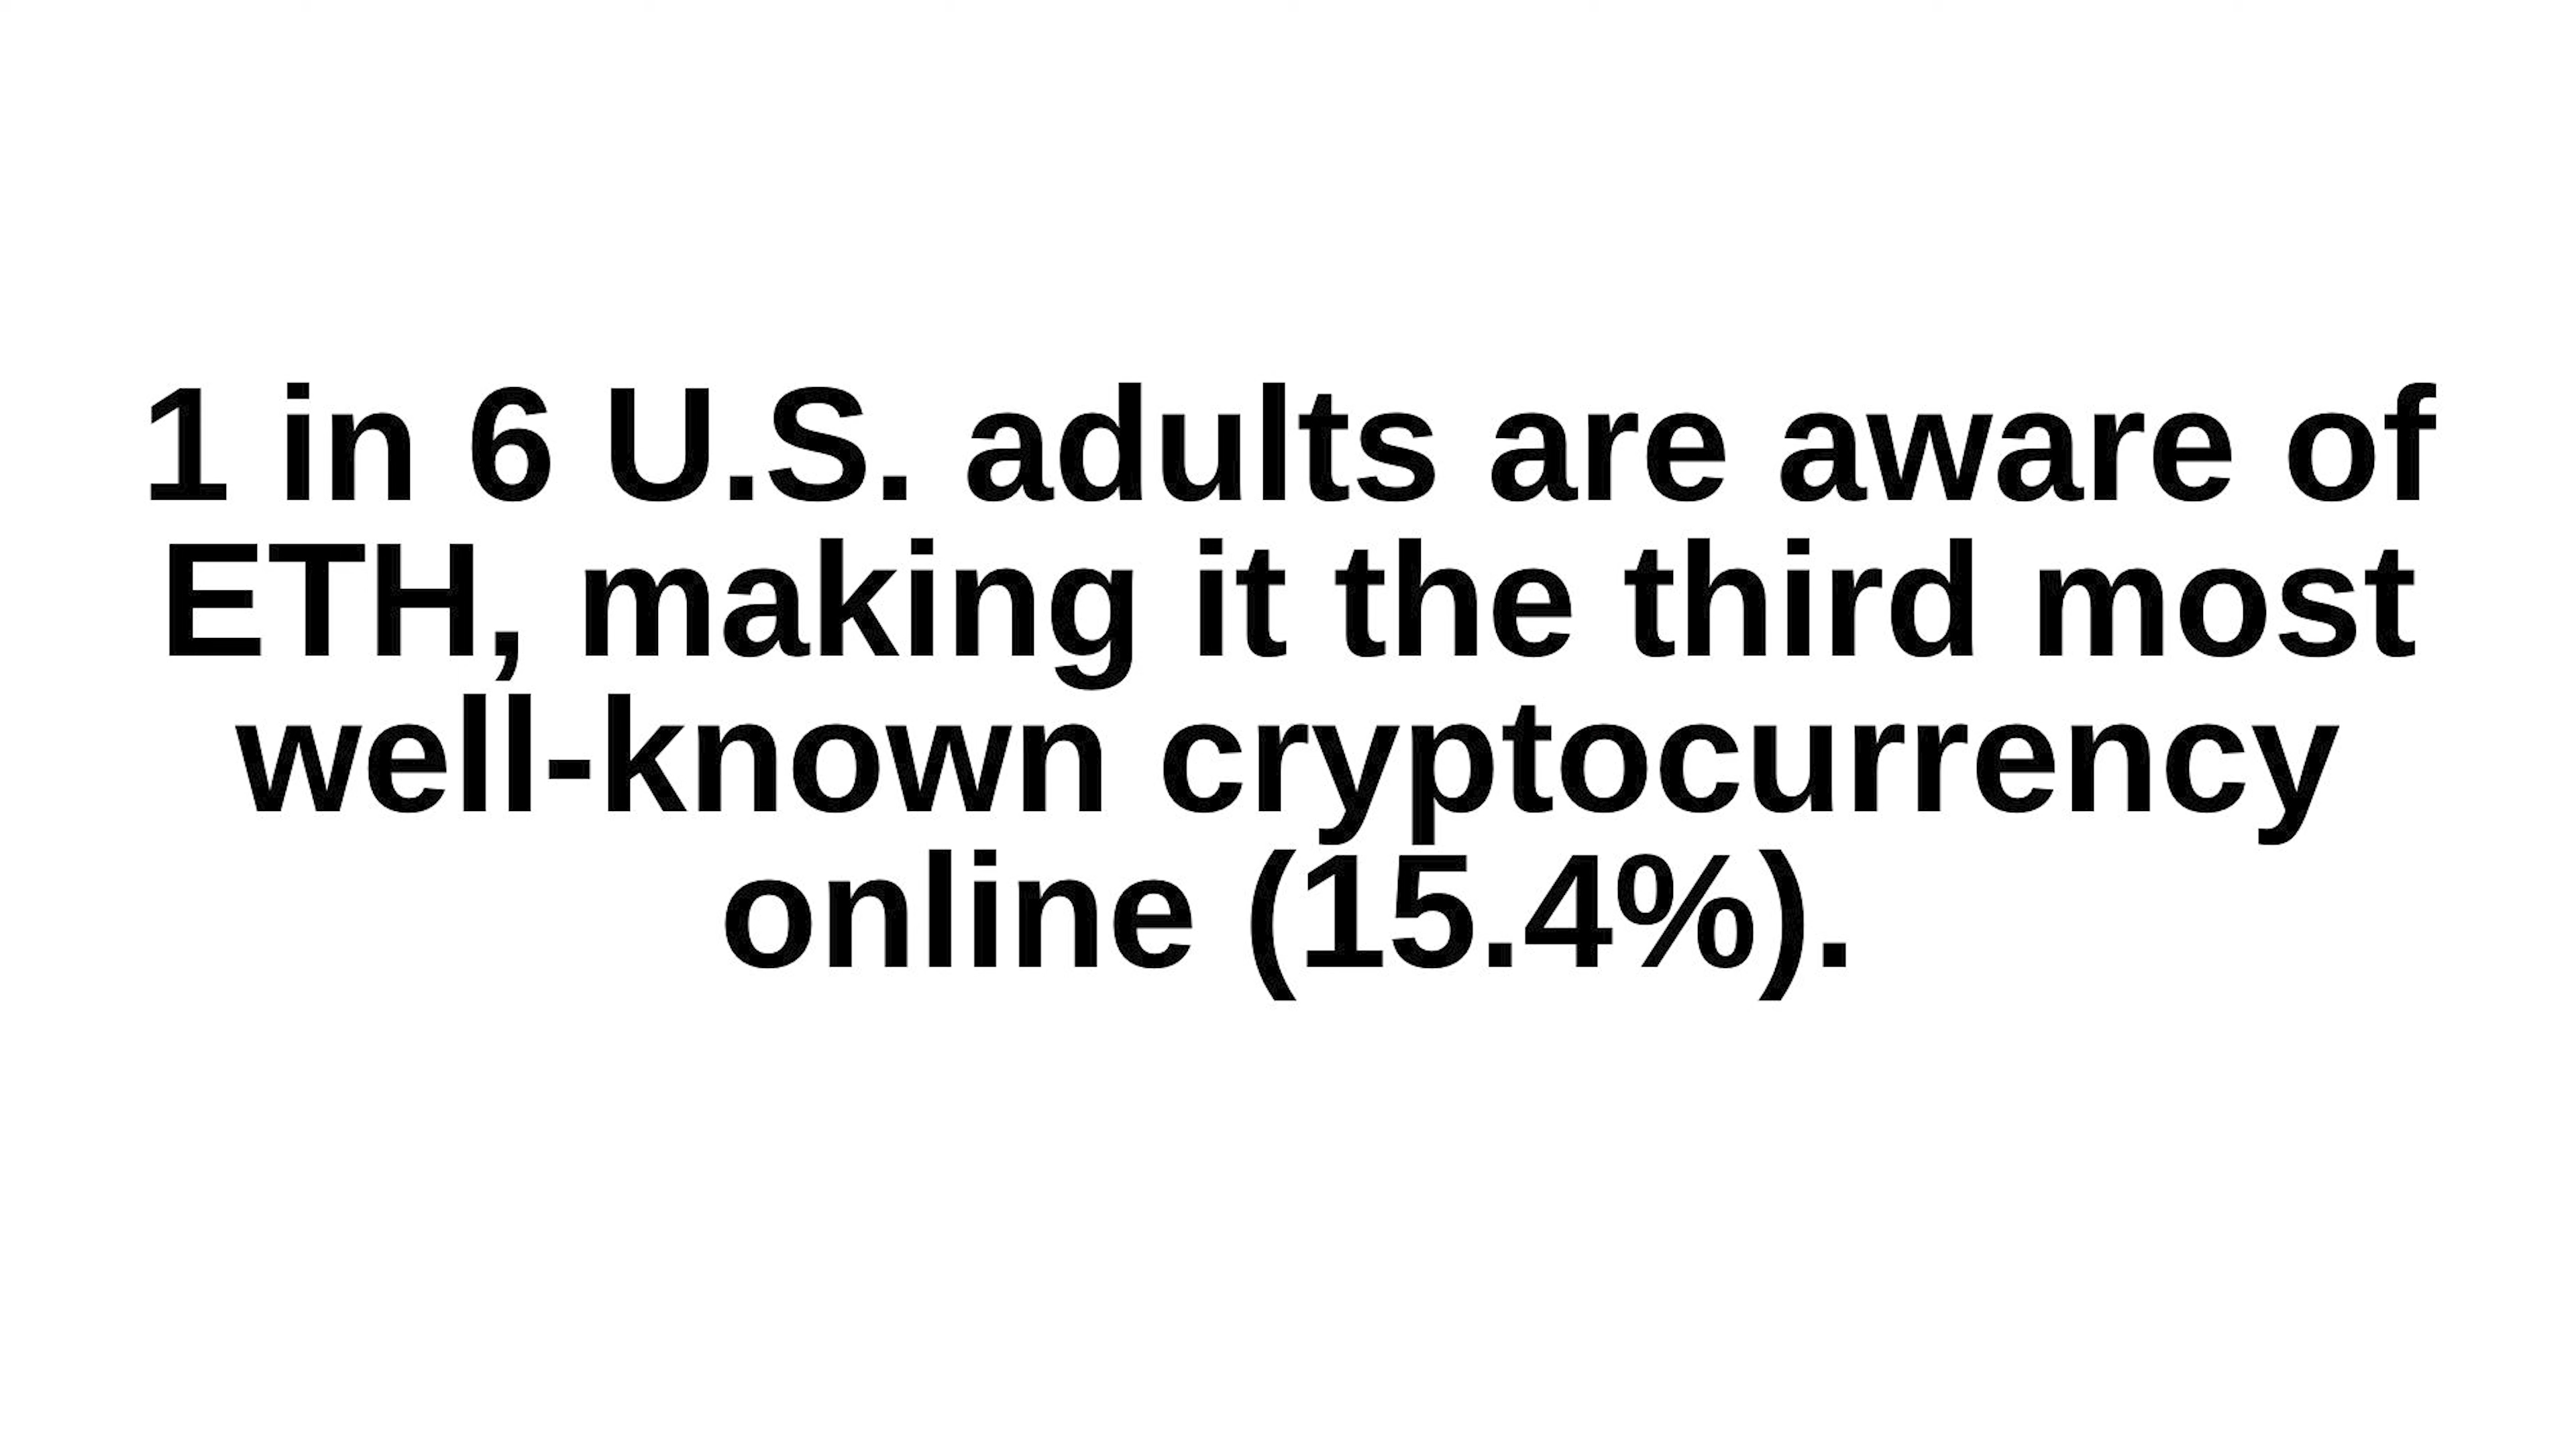 1 in 6 U.S. adults are aware of
ETH, making it the third most
well-known cryptocurrency
online (15.4%).